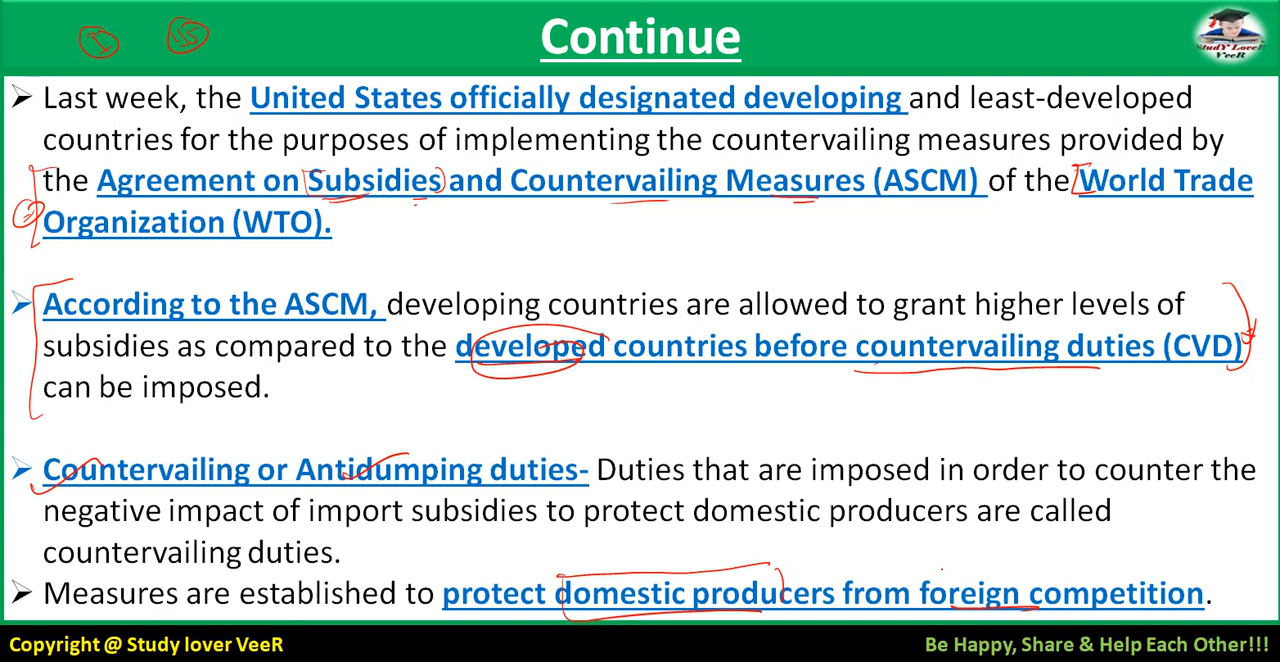 Continue
StudY LoveR
VeeR
➢ Last week, the United States officially designated developing and least-developed
countries for the purposes of implementing the countervailing measures provided by
the Agreement on Subsidies and Countervailing Measures (ASCM) of the World Trade
Organization (WTO).
➢ According to the ASCM, developing countries are allowed to grant higher levels of
subsidies as compared to the developed countries before countervailing duties (CVD)
can be imposed.
➢ Countervailing or Antidumping duties- Duties that are imposed in order to counter the
negative impact of import subsidies to protect domestic producers are called
countervailing duties.
➢ Measures are established to protect domestic producers from foreign competition.
Copyright @ Study lover VeeR
Be Happy, Share & Help Each Other!!!